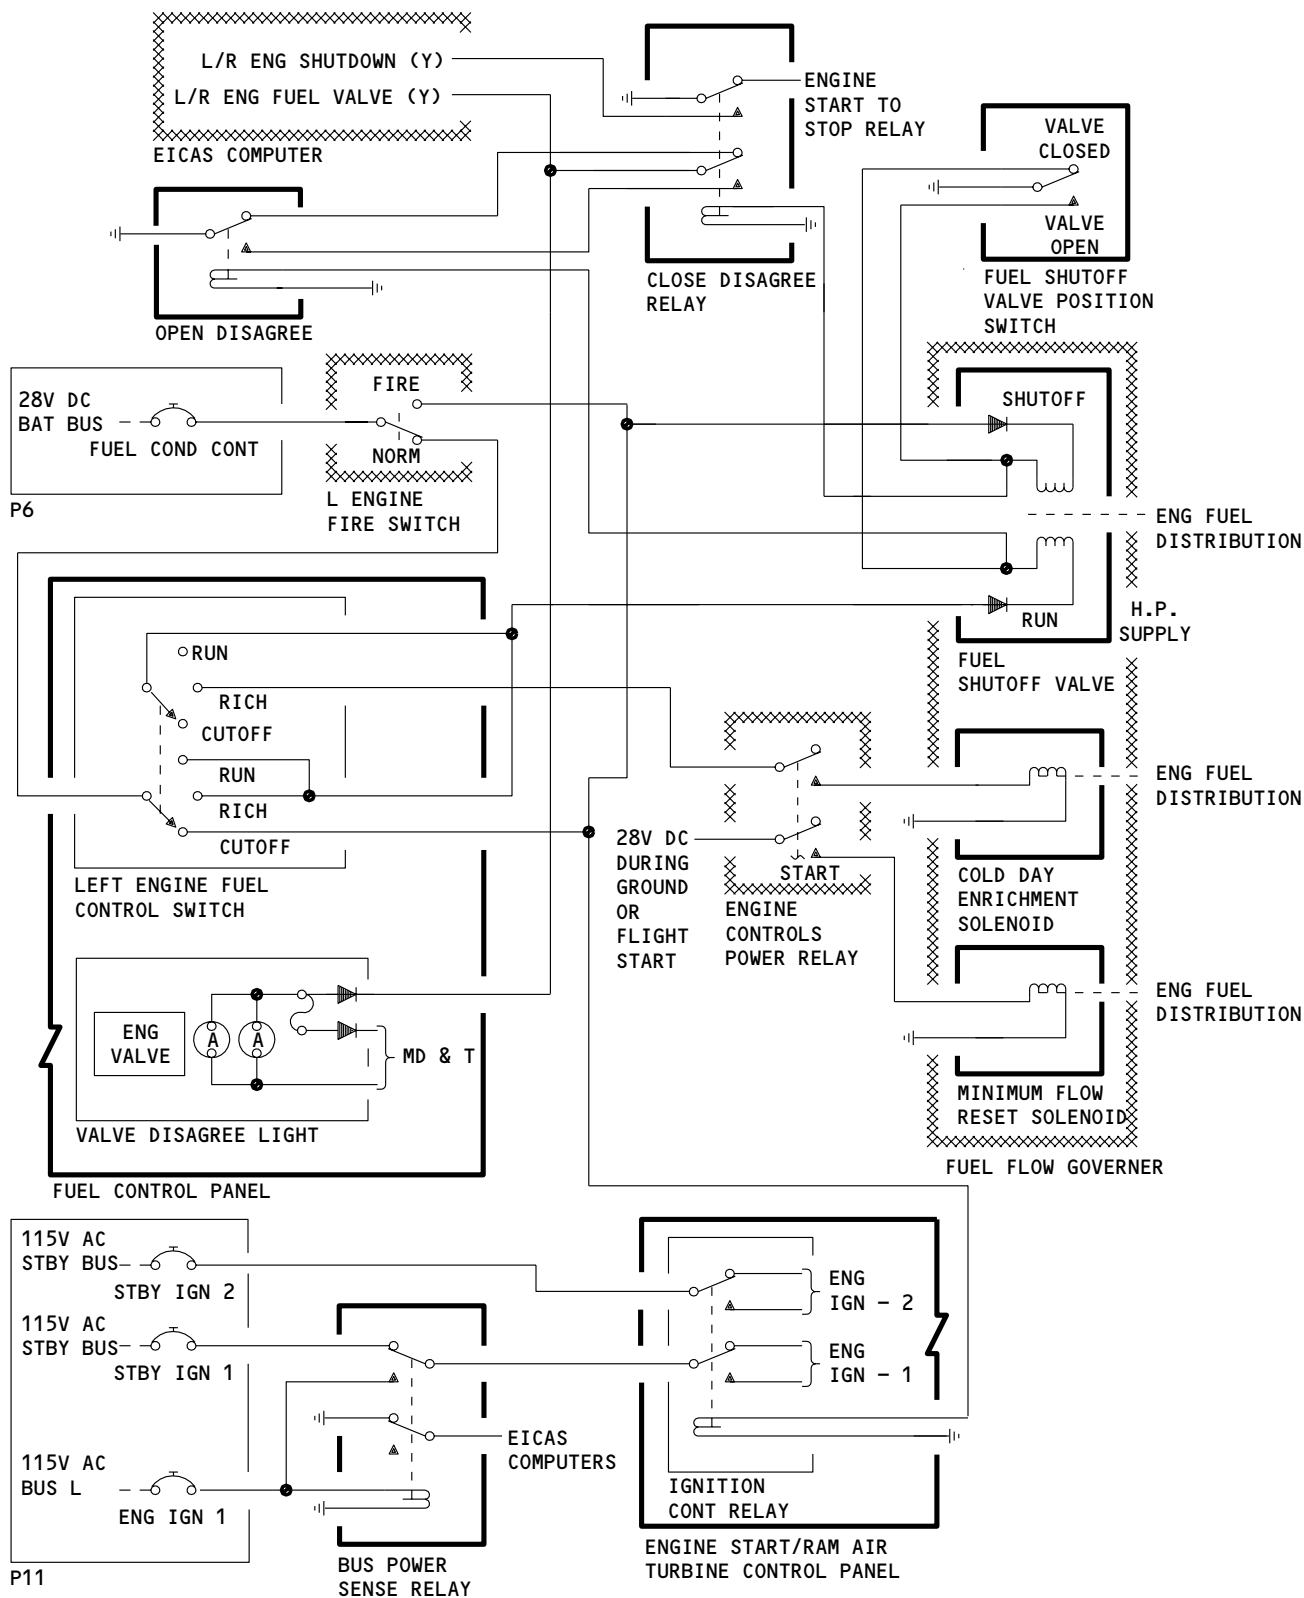 L/R ENG SHUTDOWN (Y)
L/R ENG FUEL VALVE (Y)
EICAS COMPUTER
ENGINE
START TO
STOP RELAY
CLOSE DISAGREE
RELAY
VALVE
CLOSED
VALVE
OPEN
FUEL SHUTOFF
VALVE POSITION
SWITCH
OPEN DISAGREE
28V DC
BAT BUS
FUEL COND CONT
P6
FIRE
NORM
L ENGINE
FIRE SWITCH
SHUTOFF
RUN
FUEL
SHUTOFF VALVE
ENG FUEL
DISTRIBUTION
H.P.
SUPPLY
RUN
RICH
CUTOFF
RUN
RICH
CUTOFF
LEFT ENGINE FUEL
CONTROL SWITCH
28V DC
DURING
GROUND
OR
FLIGHT
START
START
ENGINE
CONTROLS
POWER RELAY
ENG FUEL
DISTRIBUTION
COLD DAY
ENRICHMENT
SOLENOID
ENG FUEL
DISTRIBUTION
MINIMUM FLOW
RESET SOLENOID
FUEL FLOW GOVERNER
ENG
VALVE
A
A
MD & T
VALVE DISAGREE LIGHT
FUEL CONTROL PANEL
115V AC
STBY BUS
STBY IGN 2
115V AC
STBY BUS
STBY IGN 1
115V AC
BUS L
ENG IGN 1
P11
EICAS
COMPUTERS
BUS POWER
SENSE RELAY
ENG
IGN - 2
ENG
IGN - 1
IGNITION
CONT RELAY
ENGINE START/RAM AIR
TURBINE CONTROL PANEL